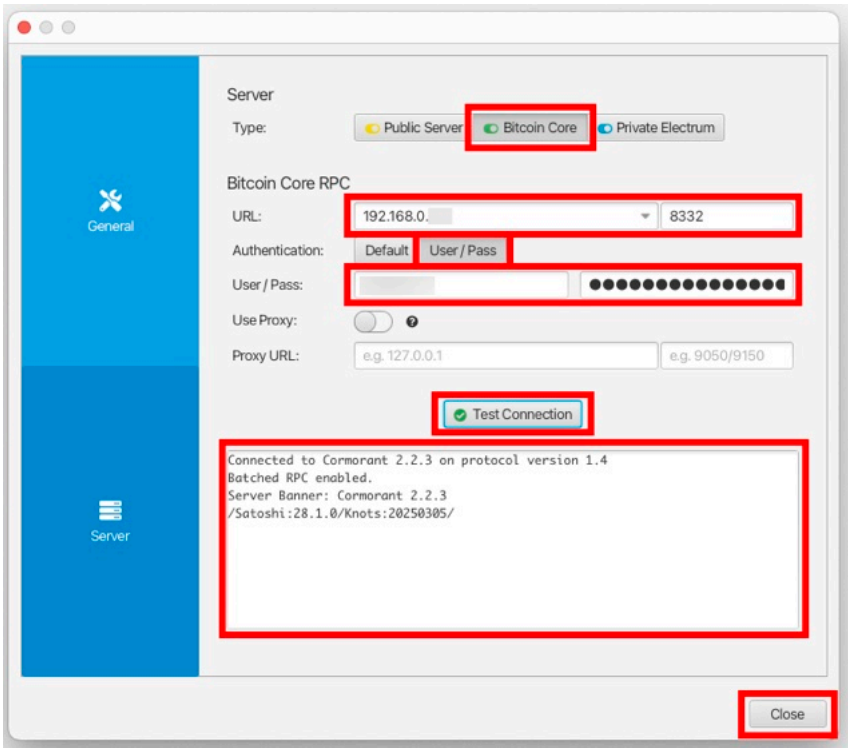 Server
Type: Public Server Bitcoin Core Private Electrum
Bitcoin Core RPC
General
URL: 192.168.0. 8332
Authentication: Default User / Pass
User / Pass: ●●●●●●●●●●●●●●●
Use Proxy:
Proxy URL: e.g. 127.0.0.1 e.g. 9050/9150
Test Connection
Connected to Cormorant 2.2.3 on protocol version 1.4
Batched RPC enabled.
Server Banner: Cormorant 2.2.3
/Satoshi:28.1.0/Knots:20250305/
Server
Close